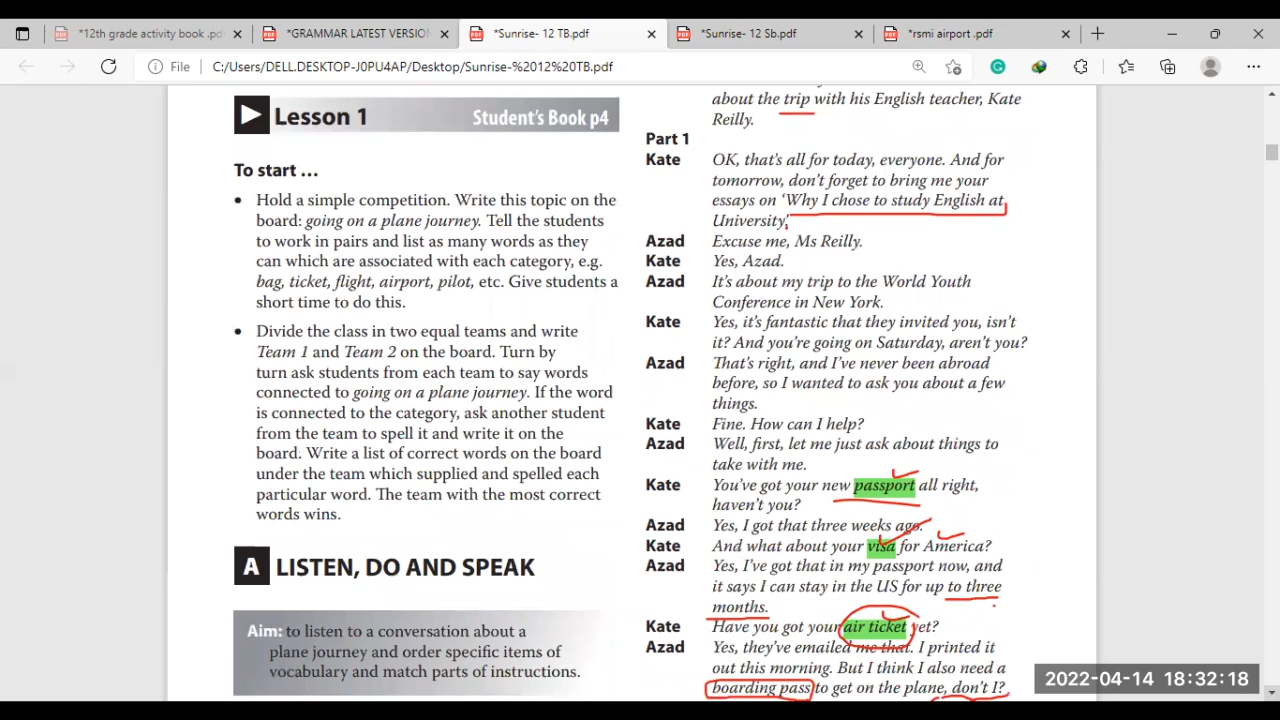 *12th grade activity book .pd
*GRAMMAR LATEST VERSION
*Sunrise- 12 TB.pdf
*Sunrise- 12 Sb.pdf
*rsmi airport .pdf
File
C:/Users/DELL.DESKTOP-J0PU4AP/Desktop/Sunrise-%2012%20TB.pdf
Lesson 1 Student's Book p4
To start …
• Hold a simple competition. Write this topic on the
board: going on a plane journey. Tell the students
to work in pairs and list as many words as they
can which are associated with each category, e.g.
bag, ticket, flight, airport, pilot, etc. Give students a
short time to do this.
• Divide the class in two equal teams and write
Team 1 and Team 2 on the board. Turn by
turn ask students from each team to say words
connected to going on a plane journey. If the word
is connected to the category, ask another student
from the team to spell it and write it on the
board. Write a list of correct words on the board
under the team which supplied and spelled each
particular word. The team with the most correct
words wins.
A LISTEN, DO AND SPEAK
Aim: to listen to a conversation about a
plane journey and order specific items of
vocabulary and match parts of instructions.
about the trip with his English teacher, Kate
Reilly.
Part 1
Kate OK, that's all for today, everyone. And for
tomorrow, don't forget to bring me your
essays on 'Why I chose to study English at
University'.
Azad Excuse me, Ms Reilly.
Kate Yes, Azad.
Azad It's about my trip to the World Youth
Conference in New York.
Kate Yes, it's fantastic that they invited you, isn't
it? And you're going on Saturday, aren't you?
Azad That's right, and I've never been abroad
before, so I wanted to ask you about a few
things.
Kate Fine. How can I help?
Azad Well, first, let me just ask about things to
take with me.
Kate You've got your new passport all right,
haven't you?
Azad Yes, I got that three weeks ago.
Kate And what about your visa for America?
Azad Yes, I've got that in my passport now, and
it says I can stay in the US for up to three
months.
Kate Have you got your air ticket yet?
Azad Yes, they've emailed me that. I printed it
out this morning. But I think I also need a
boarding pass to get on the plane, don't I?
2022-04-14 18:32:18